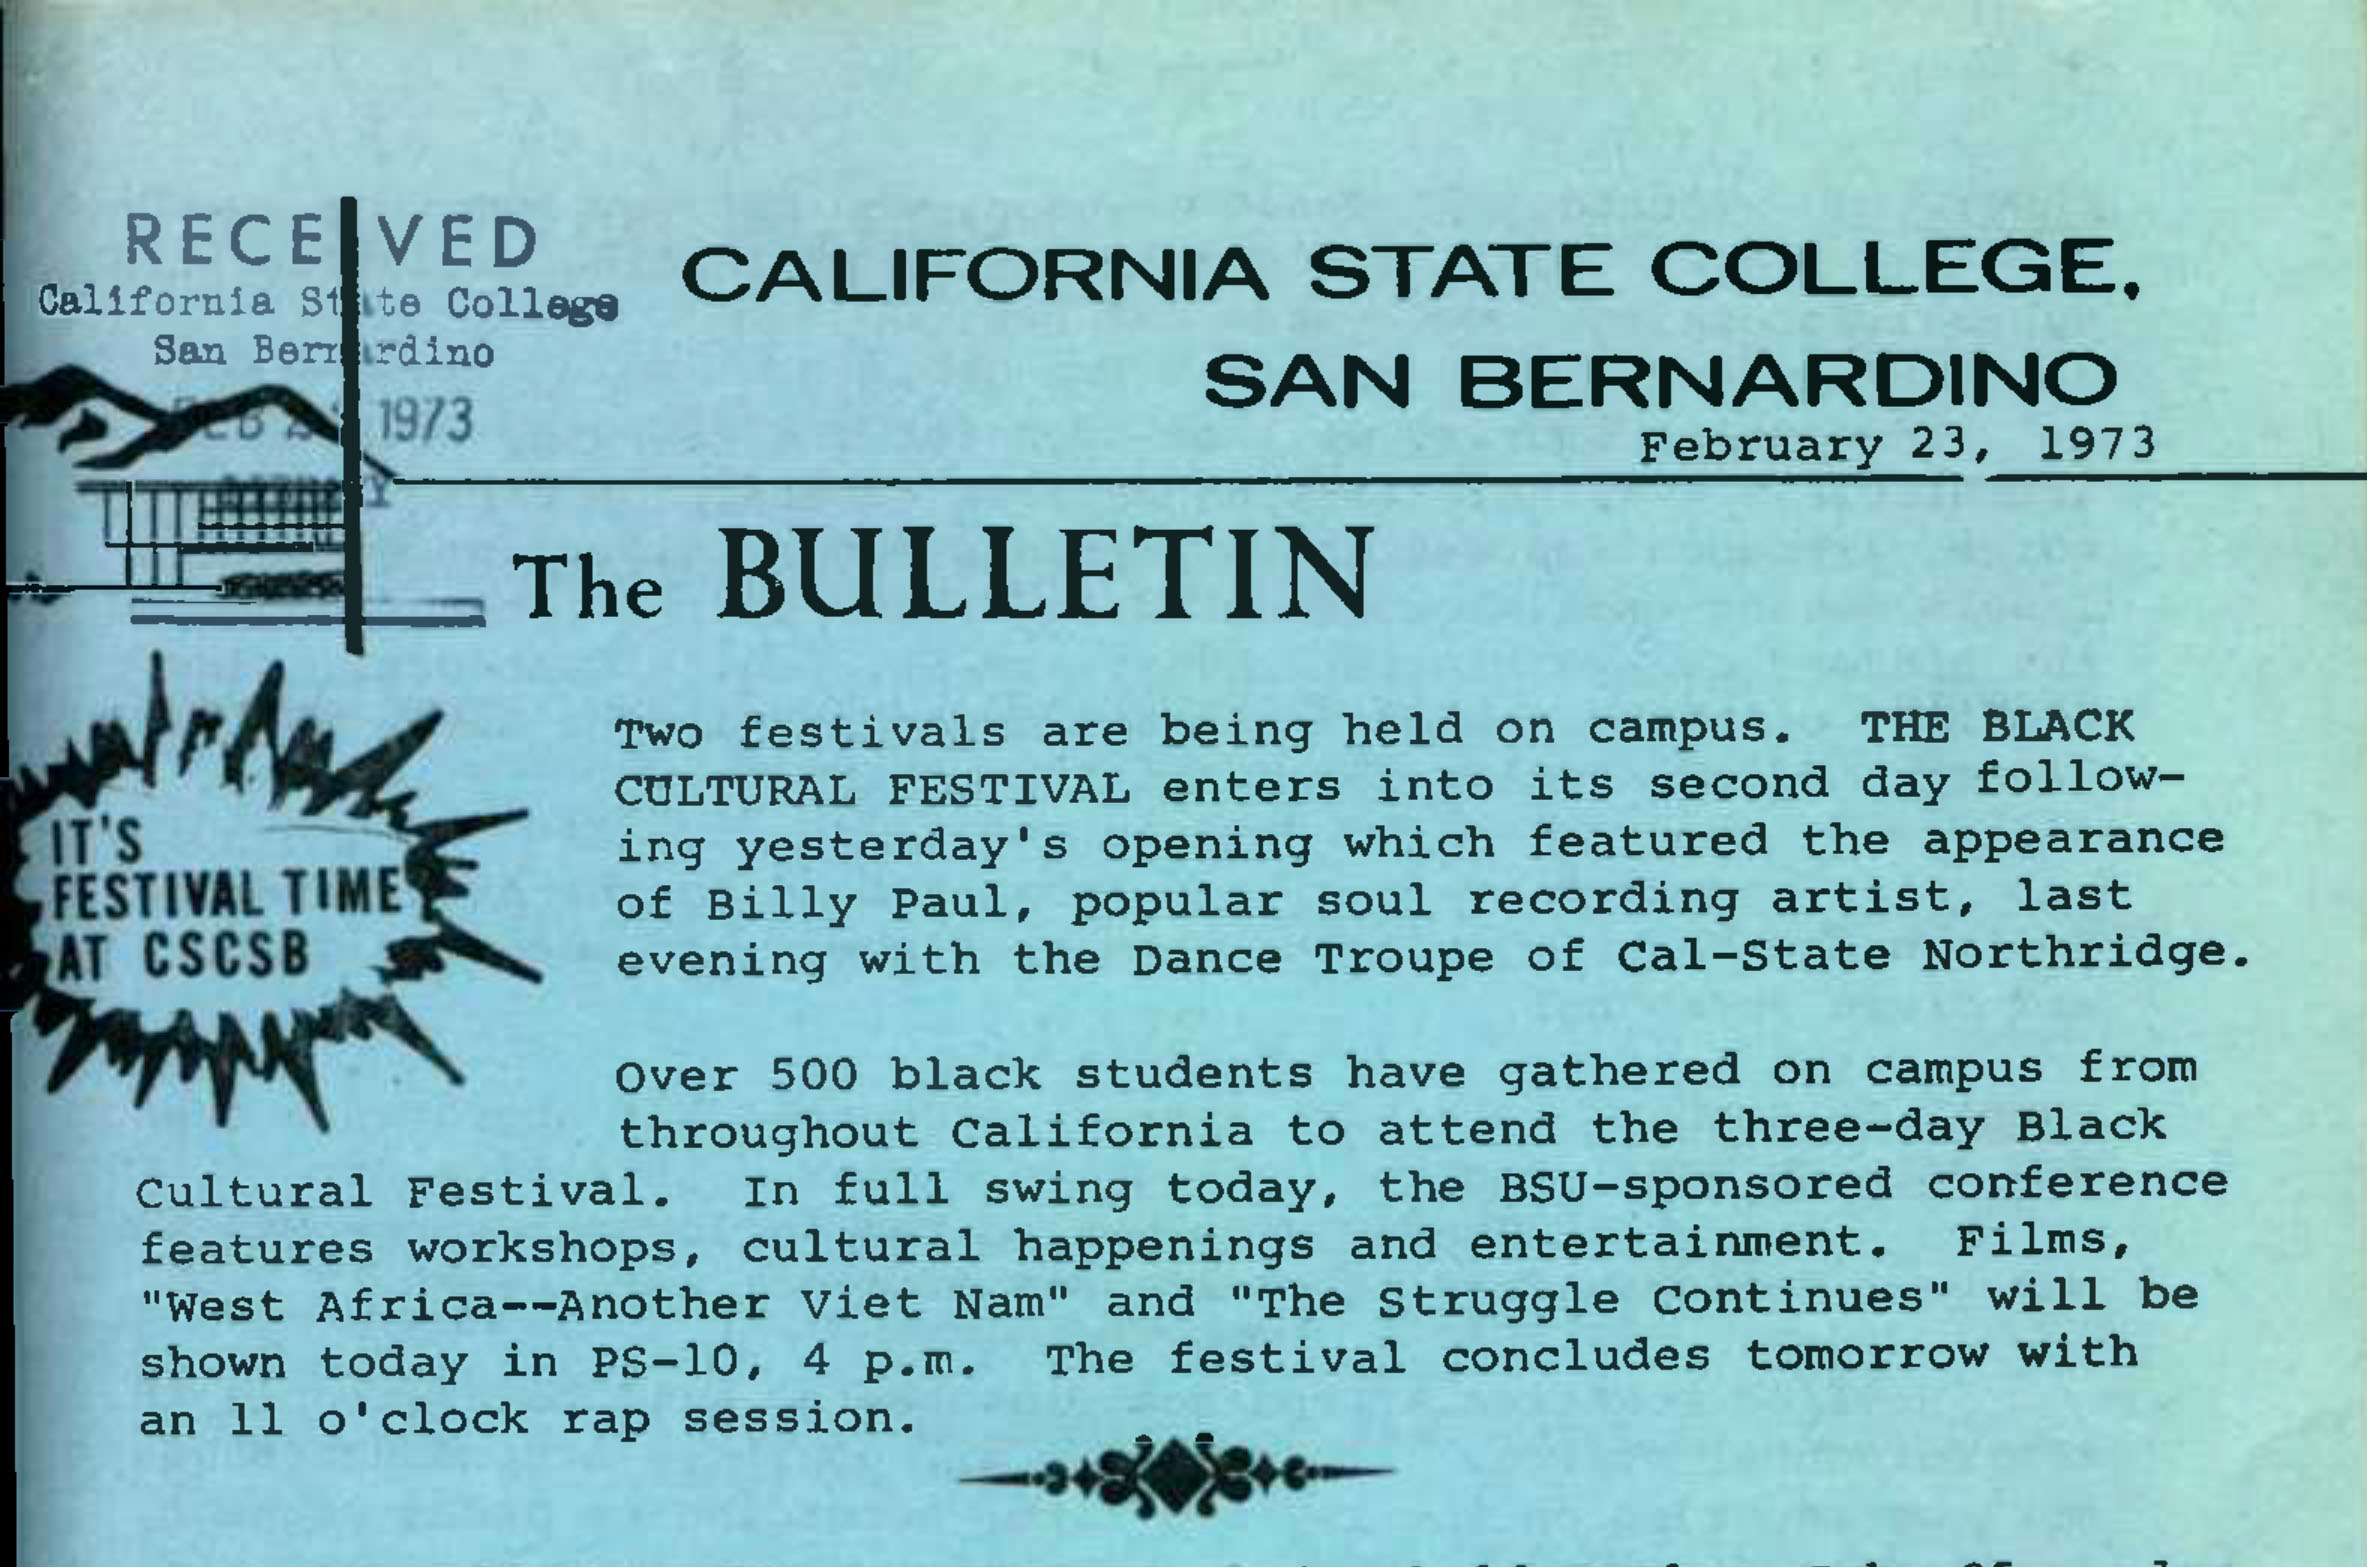 RECEIVED
California State College
San Bernardino
1973
CALIFORNIA STATE COLLEGE,
SAN BERNARDINO
February 23, 1973
The BULLETIN
IT'S
FESTIVAL TIME
AT CSCSB
Two festivals are being held on campus. THE BLACK
CULTURAL FESTIVAL enters into its second day follow-
ing yesterday's opening which featured the appearance
of Billy Paul, popular soul recording artist, last
evening with the Dance Troupe of Cal-State Northridge.
Over 500 black students have gathered on campus from
throughout California to attend the three-day Black
Cultural Festival. In full swing today, the BSU-sponsored conference
features workshops, cultural happenings and entertainment. Films,
"West Africa--Another Viet Nam" and "The Struggle Continues" will be
shown today in PS-10, 4 p.m. The festival concludes tomorrow with
an 11 o'clock rap session.